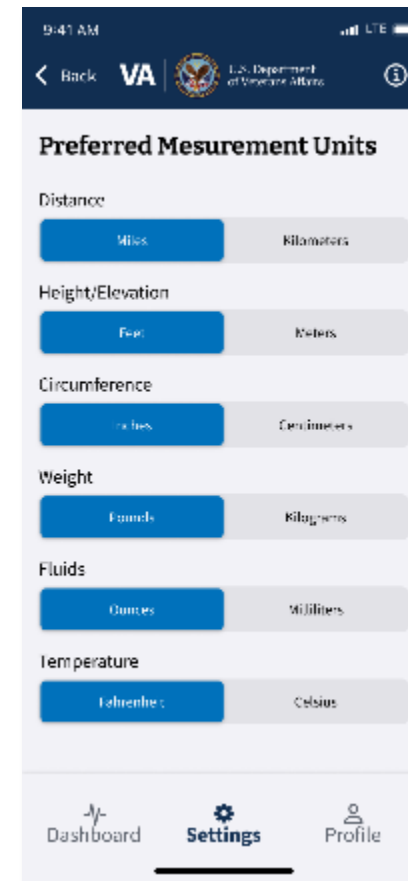 9:41 AM LTE
Back VA U.S. Department
of Veterans Affairs
Preferred Mesurement Units
Distance
Miles Kilometers
Height/Elevation
Feet Meters
Circumference
Inches Centimeters
Weight
Pounds Kilograms
Fluids
Ounces Milliliters
Temperature
Fahrenheit Celsius
Dashboard Settings Profile